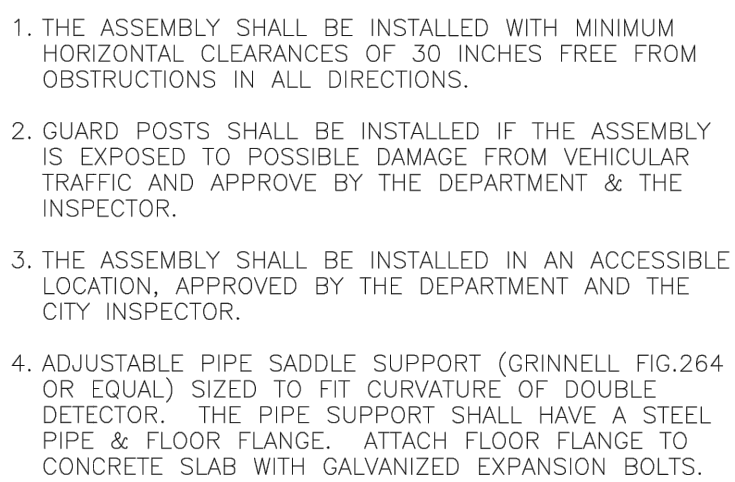 1. THE ASSEMBLY SHALL BE INSTALLED WITH MINIMUM
HORIZONTAL CLEARANCES OF 30 INCHES FREE FROM
OBSTRUCTIONS IN ALL DIRECTIONS.
2. GUARD POSTS SHALL BE INSTALLED IF THE ASSEMBLY
IS EXPOSED TO POSSIBLE DAMAGE FROM VEHICULAR
TRAFFIC AND APPROVE BY THE DEPARTMENT & THE
INSPECTOR.
3. THE ASSEMBLY SHALL BE INSTALLED IN AN ACCESSIBLE
LOCATION, APPROVED BY THE DEPARTMENT AND THE
CITY INSPECTOR.
4. ADJUSTABLE PIPE SADDLE SUPPORT (GRINNELL FIG.264
OR EQUAL) SIZED TO FIT CURVATURE OF DOUBLE
DETECTOR. THE PIPE SUPPORT SHALL HAVE A STEEL
PIPE & FLOOR FLANGE. ATTACH FLOOR FLANGE TO
CONCRETE SLAB WITH GALVANIZED EXPANSION BOLTS.